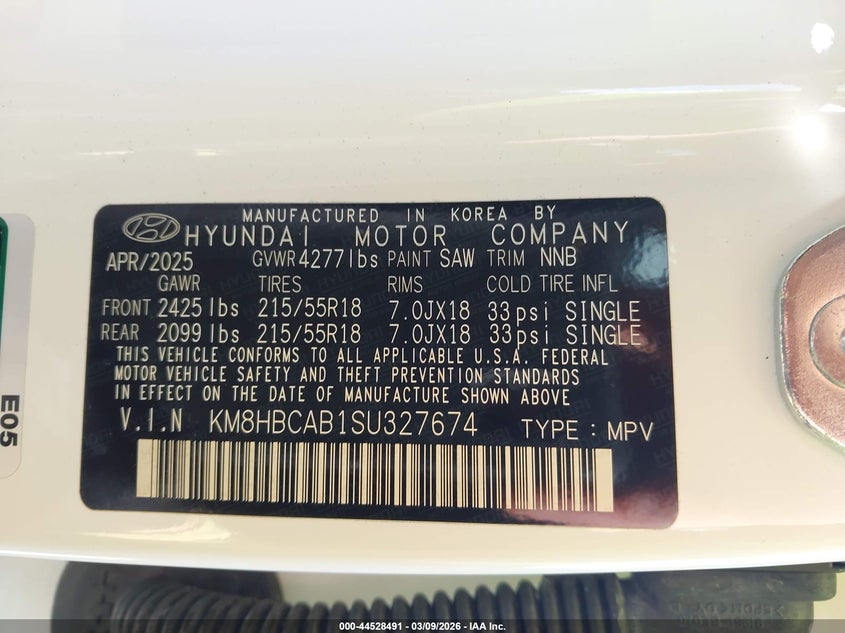 MANUFACTURED IN KOREA BY
HYUNDAI MOTOR COMPANY
APR/2025 GVWR 4277lbs PAINT SAW TRIM NNB
GAWR TIRES RIMS COLD TIRE INFL
FRONT 2425lbs 215/55R18 7.0JX18 33psi SINGLE
REAR 2099lbs 215/55R18 7.0JX18 33psi SINGLE
THIS VEHICLE CONFORMS TO ALL APPLICABLE U.S.A. FEDERAL
MOTOR VEHICLE SAFETY AND THEFT PREVENTION STANDARDS
IN EFFECT ON THE DATE OF MANUFACTURE SHOWN ABOVE
V.I.N KM8HBCAB1SU327674 TYPE : MPV
E05
000-44528491 - 03/09/2026 - IAA Inc.